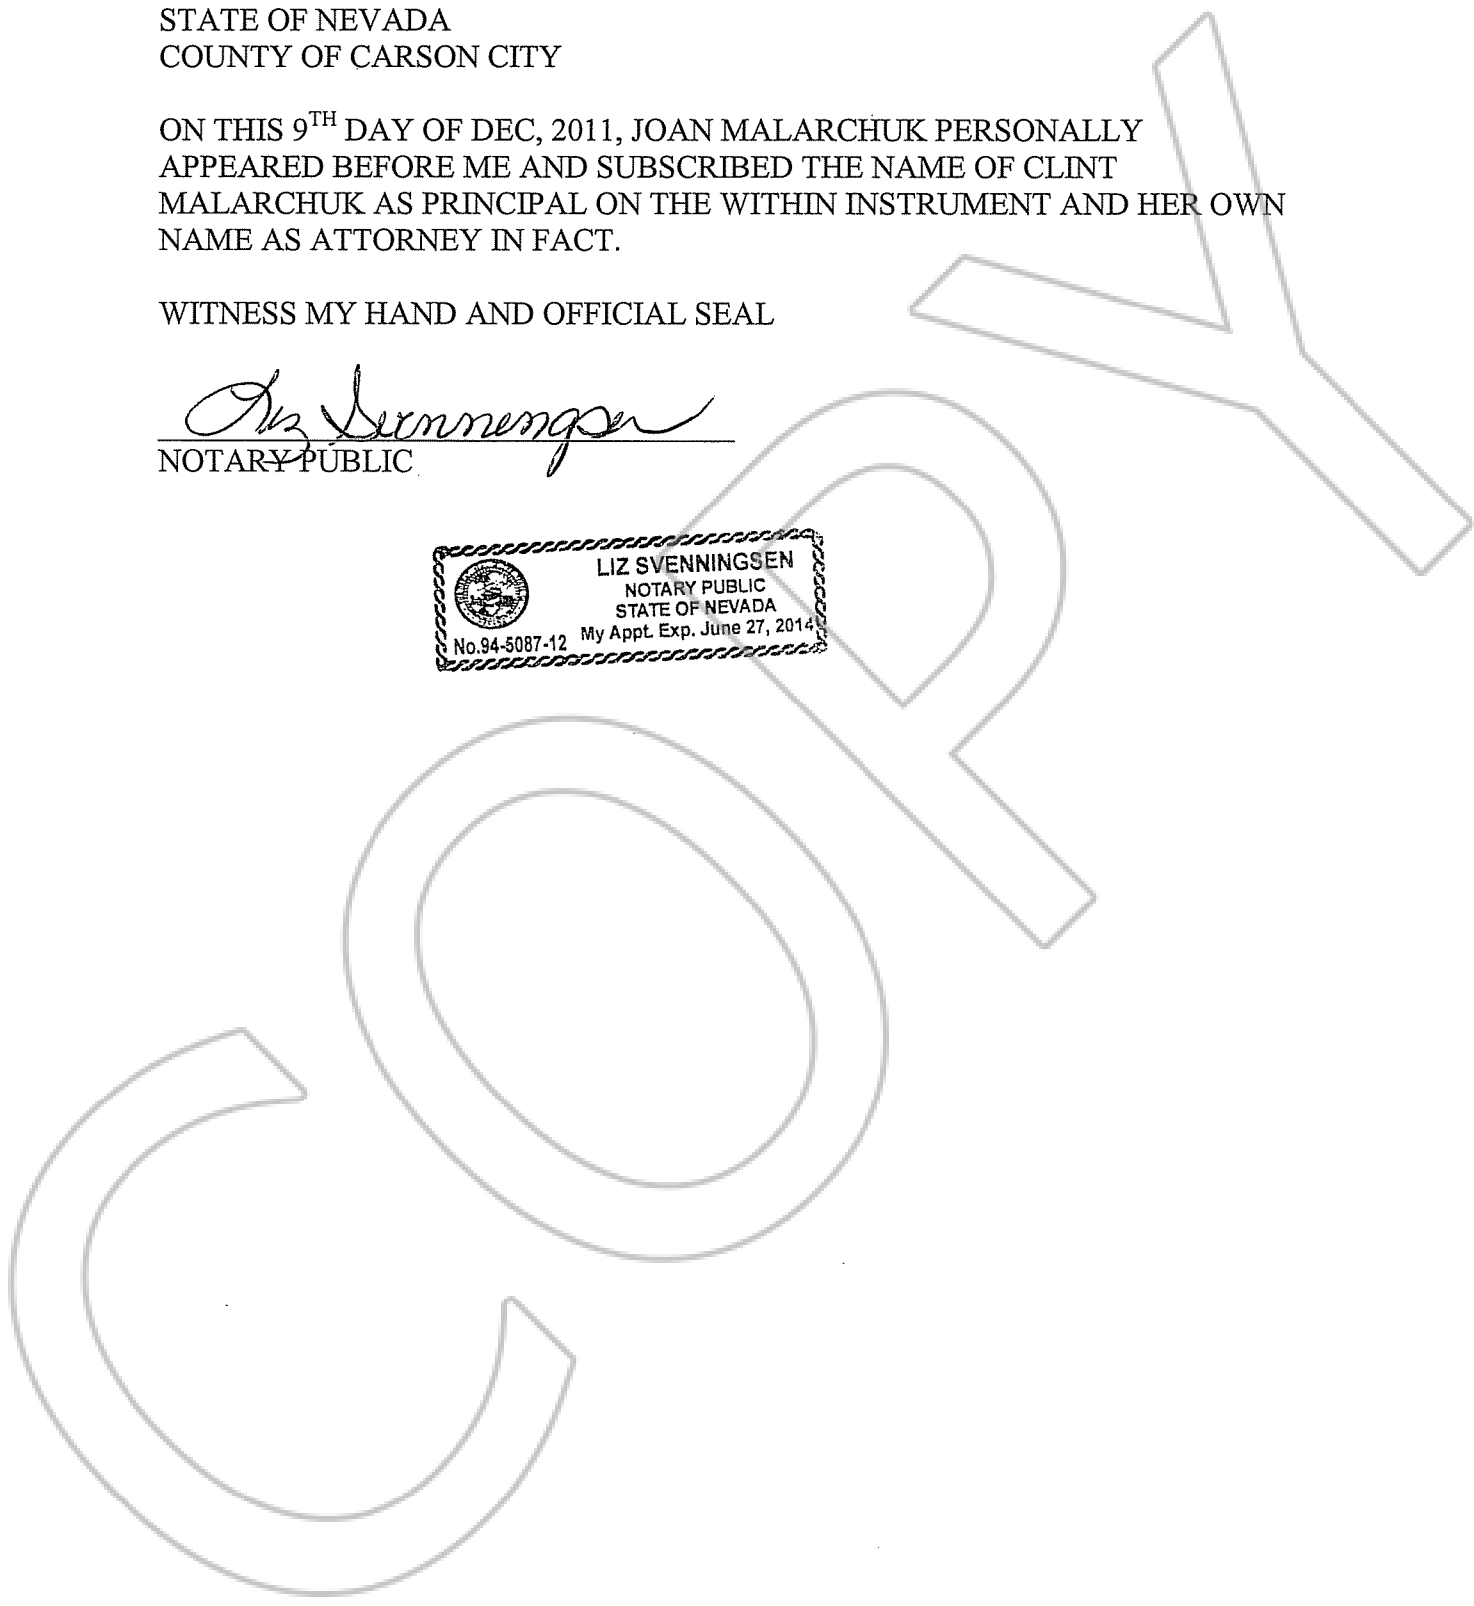 STATE OF NEVADA
COUNTY OF CARSON CITY
ON THIS 9TH DAY OF DEC, 2011, JOAN MALARCHUK PERSONALLY
APPEARED BEFORE ME AND SUBSCRIBED THE NAME OF CLINT
MALARCHUK AS PRINCIPAL ON THE WITHIN INSTRUMENT AND HER OWN
NAME AS ATTORNEY IN FACT.
WITNESS MY HAND AND OFFICIAL SEAL
Liz Svenningsen
NOTARY PUBLIC
LIZ SVENNINGSEN
NOTARY PUBLIC
STATE OF NEVADA
No.94-5087-12 My Appt. Exp. June 27, 2014
COPY